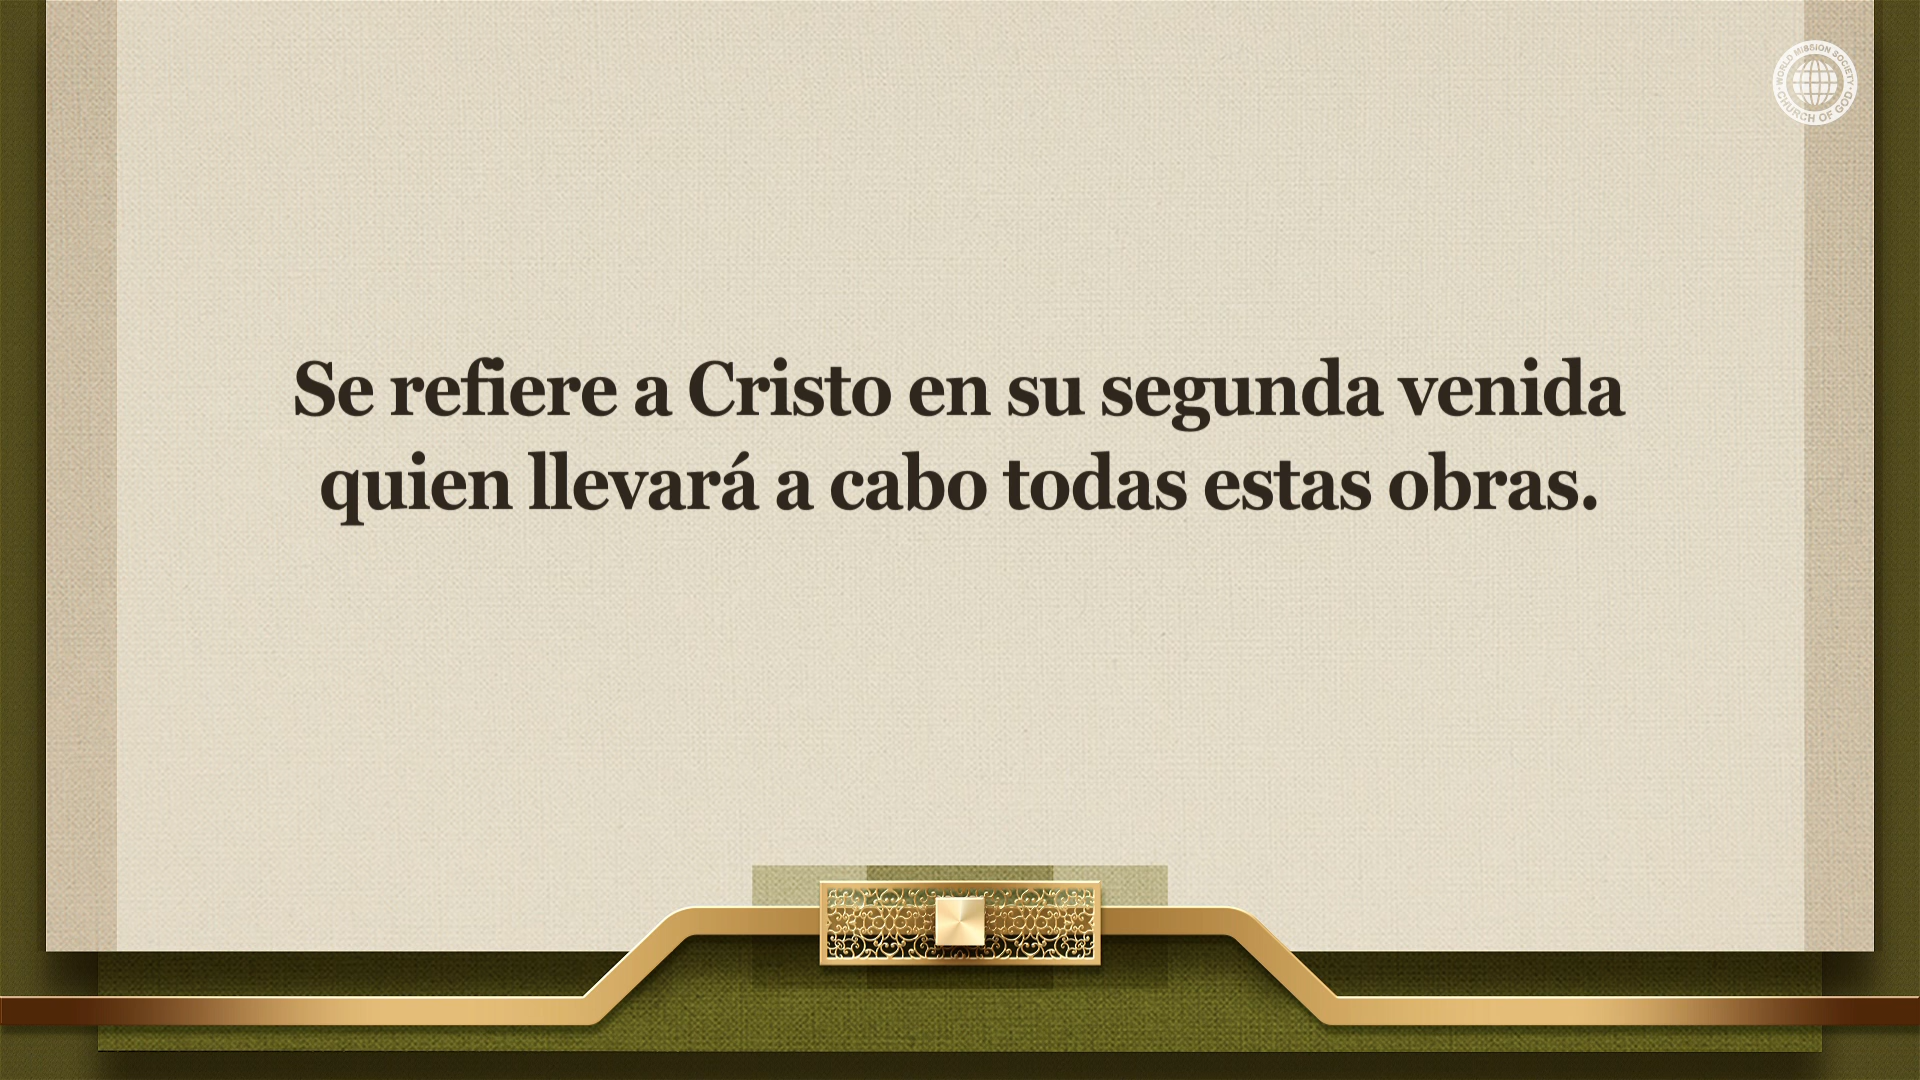 WORLD MISSION SOCIETY
CHURCH OF GOD
Se refiere a Cristo en su segunda venida
quien llevará a cabo todas estas obras.